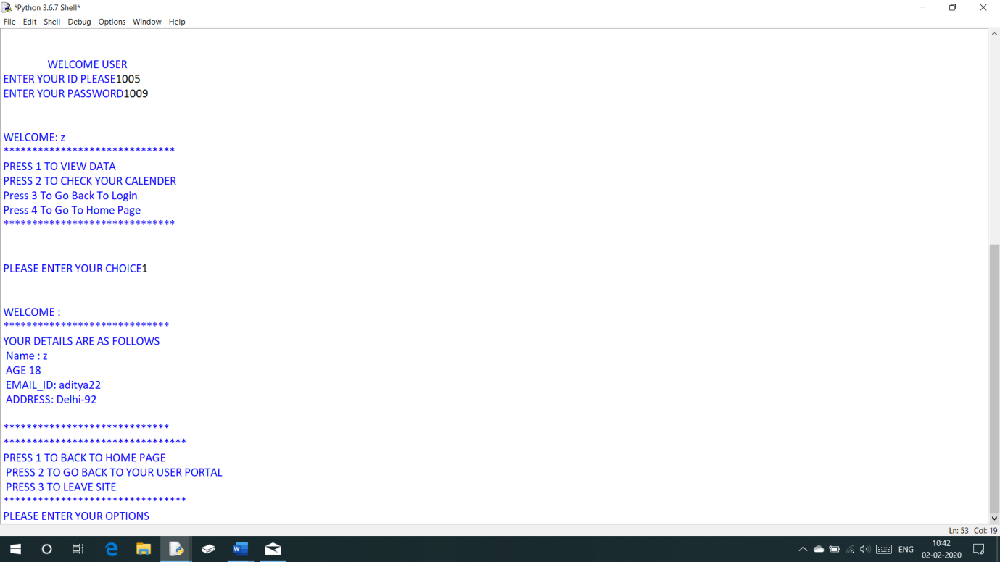 *Python 3.6.7 Shell*
File Edit Shell Debug Options Window Help
WELCOME USER
ENTER YOUR ID PLEASE1005
ENTER YOUR PASSWORD1009
WELCOME: z
******************************
PRESS 1 TO VIEW DATA
PRESS 2 TO CHECK YOUR CALENDER
Press 3 To Go Back To Login
Press 4 To Go To Home Page
******************************
PLEASE ENTER YOUR CHOICE1
WELCOME :
*****************************
YOUR DETAILS ARE AS FOLLOWS
Name : z
AGE 18
EMAIL_ID: aditya22
ADDRESS: Delhi-92
*****************************
********************************
PRESS 1 TO BACK TO HOME PAGE
PRESS 2 TO GO BACK TO YOUR USER PORTAL
PRESS 3 TO LEAVE SITE
********************************
PLEASE ENTER YOUR OPTIONS
Ln: 53 Col: 19
ENG
10:42
02-02-2020